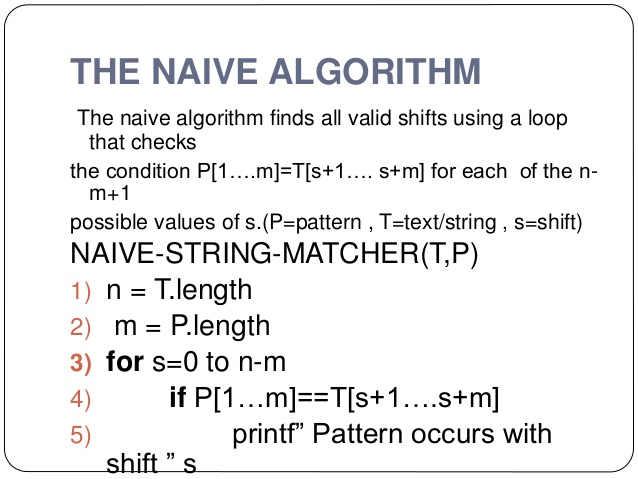 THE NAIVE ALGORITHM
The naive algorithm finds all valid shifts using a loop
that checks
the condition P[1….m]=T[s+1…. s+m] for each of the n-
m+1
possible values of s.(P=pattern , T=text/string , s=shift)
NAIVE-STRING-MATCHER(T,P)
1) n = T.length
2) m = P.length
3) for s=0 to n-m
4) if P[1…m]==T[s+1….s+m]
5) printf” Pattern occurs with
shift ” s